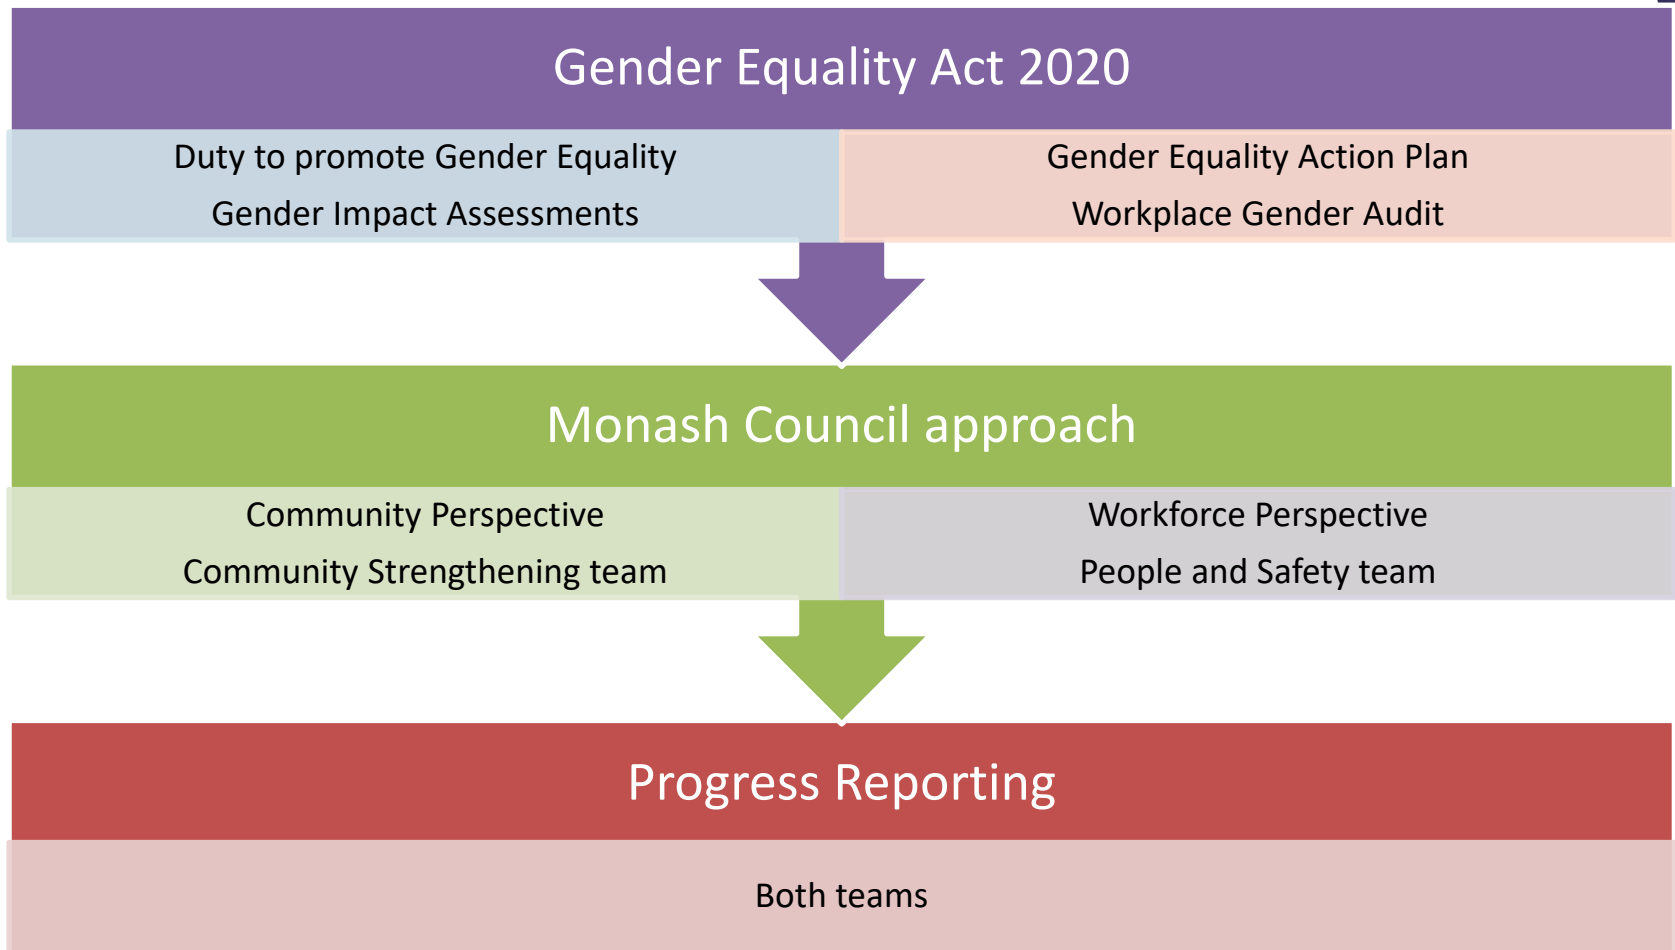 Gender Equality Act 2020
Duty to promote Gender Equality
Gender Impact Assessments
Gender Equality Action Plan
Workplace Gender Audit
Monash Council approach
Community Perspective
Community Strengthening team
Workforce Perspective
People and Safety team
Progress Reporting
Both teams